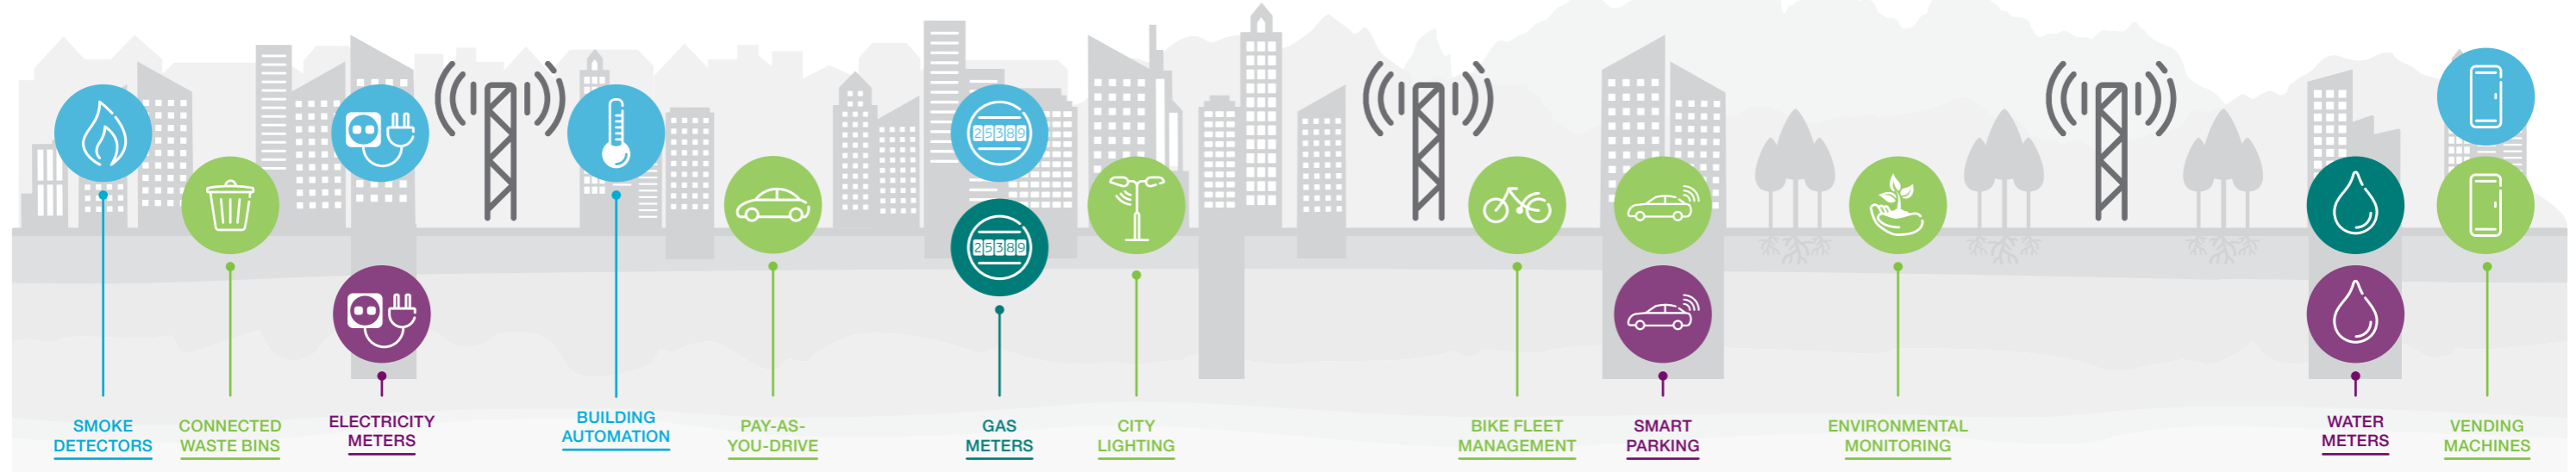 25389
25389
SMOKE
DETECTORS
CONNECTED
WASTE BINS
ELECTRICITY
METERS
BUILDING
AUTOMATION
PAY-AS-
YOU-DRIVE
GAS
METERS
CITY
LIGHTING
BIKE FLEET
MANAGEMENT
SMART
PARKING
ENVIRONMENTAL
MONITORING
WATER
METERS
VENDING
MACHINES